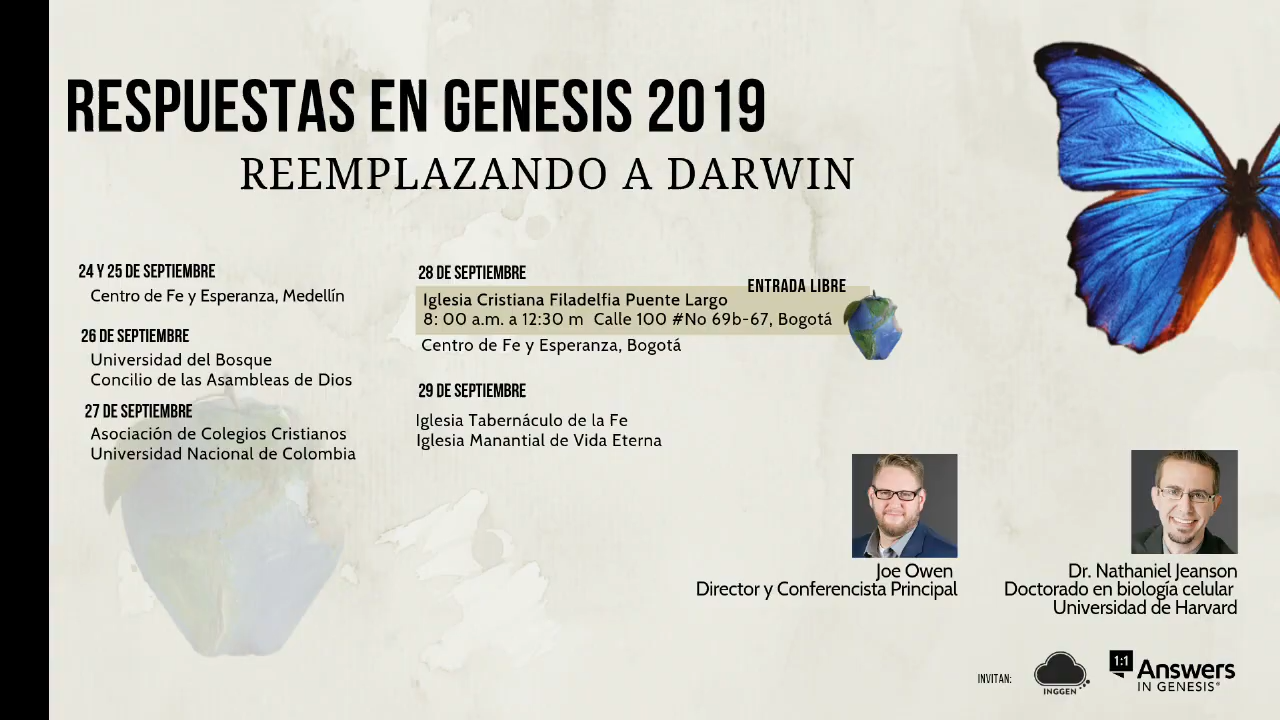 RESPUESTAS EN GENESIS 2019
REEMPLAZANDO A DARWIN
24 Y 25 DE SEPTIEMBRE
Centro de Fe y Esperanza, Medellín
26 DE SEPTIEMBRE
Universidad del Bosque
Concilio de las Asambleas de Dios
27 DE SEPTIEMBRE
Asociación de Colegios Cristianos
Universidad Nacional de Colombia
28 DE SEPTIEMBRE
ENTRADA LIBRE
Iglesia Cristiana Filadelfia Puente Largo
8: 00 a.m. a 12:30 m Calle 100 #No 69b-67, Bogotá
Centro de Fe y Esperanza, Bogotá
29 DE SEPTIEMBRE
Iglesia Tabernáculo de la Fe
Iglesia Manantial de Vida Eterna
Joe Owen
Director y Conferencista Principal
Dr. Nathaniel Jeanson
Doctorado en biología celular
Universidad de Harvard
INVITAN:
INGGEN
1:1 Answers
IN GENESIS®